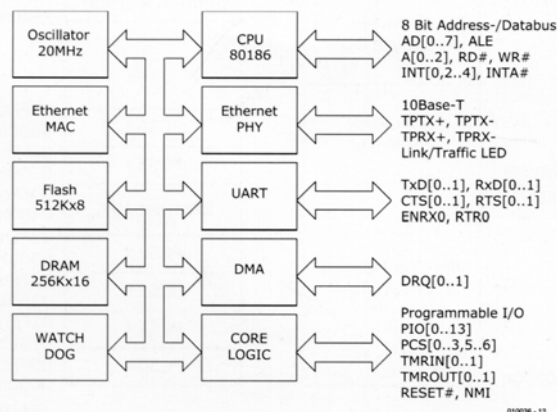 Oscillator
20MHz
CPU
80186
8 Bit Address-/Databus
AD[0..7], ALE
A[0..2], RD#, WR#
INT[0,2..4], INTA#
Ethernet
MAC
Ethernet
PHY
10Base-T
TPTX+, TPTX-
TPRX+, TPRX-
Link/Traffic LED
Flash
512Kx8
UART
TxD[0..1], RxD[0..1]
CTS[0..1], RTS[0..1]
ENRX0, RTR0
DRAM
256Kx16
DMA
DRQ[0..1]
WATCH
DOG
CORE
LOGIC
Programmable I/O
PIO[0..13]
PCS[0..3,5..6]
TMRIN[0..1]
TMROUT[0..1]
RESET#, NMI
010036 - 12